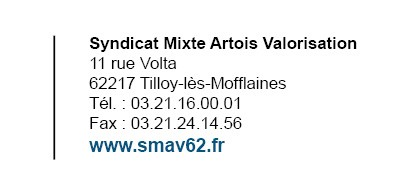 Syndicat Mixte Artois Valorisation
11 rue Volta
62217 Tilloy-lès-Mofflaines
Tél. : 03.21.16.00.01
Fax : 03.21.24.14.56
www.smav62.fr